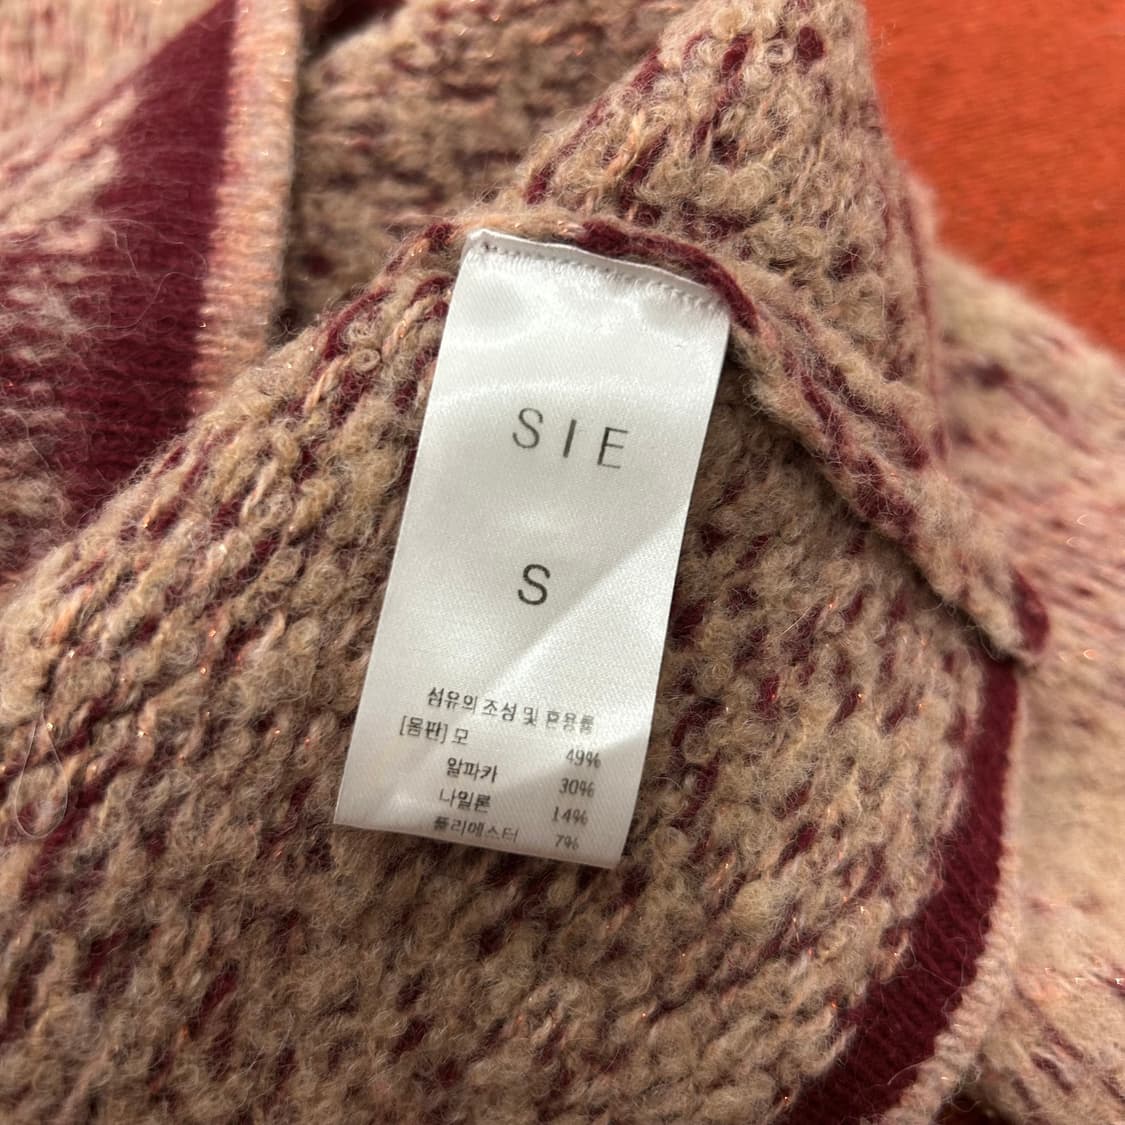 SIE
S
섬유의 조성 및 혼용률
[몸판] 모 49%
알파카 30%
나일론 14%
폴리에스터 7%